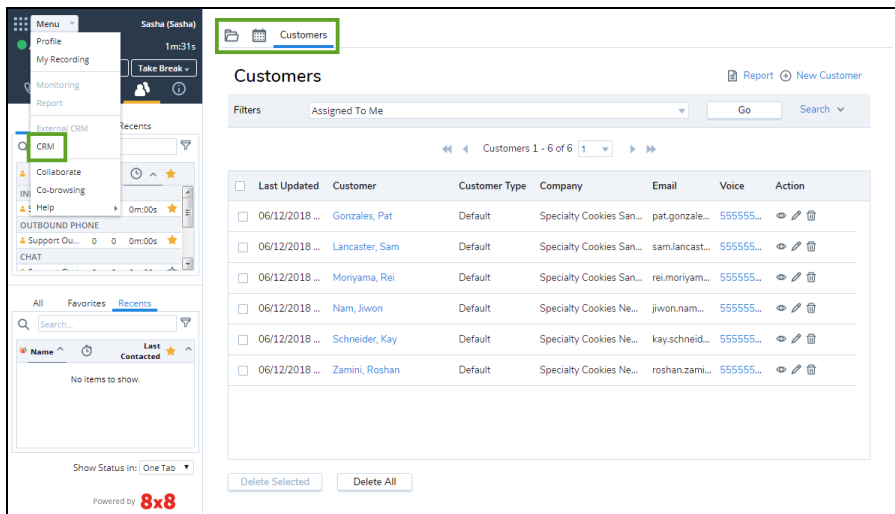 Menu Sasha (Sasha)
1m:31s
Take Break
Profile
My Recording
Monitoring
Report
External CRM
CRM
Collaborate
Co-browsing
Help
Recents
0m:00s
OUTBOUND PHONE
Support Ou... 0 0 0m:00s
CHAT
All Favorites Recents
Search...
Name Last Contacted
No items to show.
Show Status in: One Tab
Powered by 8x8
Customers
Customers
Report New Customer
Filters Assigned To Me Go Search
Customers 1 - 6 of 6 1
Last Updated Customer Customer Type Company Email Voice Action
06/12/2018 ... Gonzales, Pat Default Specialty Cookies San... pat.gonzale... 555555...
06/12/2018 ... Lancaster, Sam Default Specialty Cookies San... sam.lancast... 555555...
06/12/2018 ... Moriyama, Rei Default Specialty Cookies San... rei.moriyam... 555555...
06/12/2018 ... Nam, Jiwon Default Specialty Cookies Ne... jiwon.nam... 555555...
06/12/2018 ... Schneider, Kay Default Specialty Cookies Ne... kay.schneid... 555555...
06/12/2018 ... Zamini, Roshan Default Specialty Cookies Ne... roshan.zami... 555555...
Delete Selected Delete All